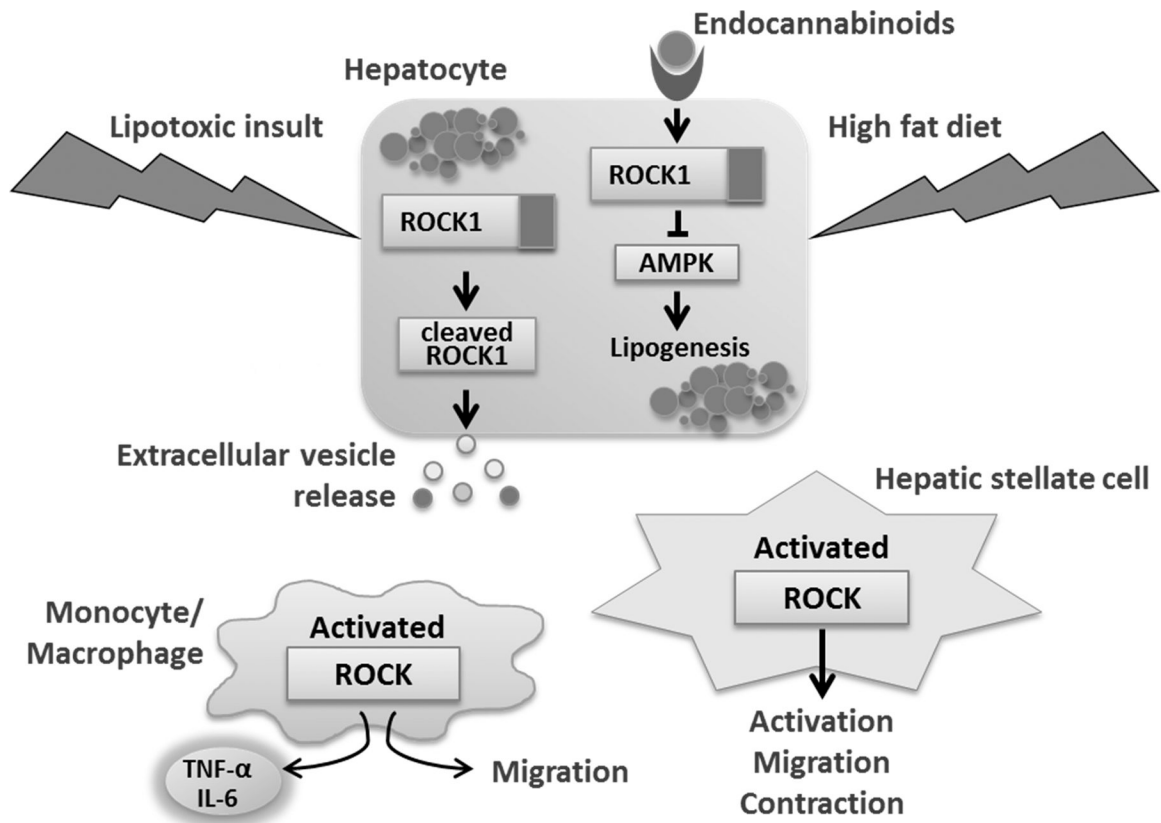 Endocannabinoids
Hepatocyte
Lipotoxic insult
High fat diet
ROCK1
ROCK1
AMPK
cleaved
ROCK1
Lipogenesis
Extracellular vesicle
release
Hepatic stellate cell
Activated
ROCK
Monocyte/
Macrophage
Activated
ROCK
TNF-α
IL-6
Migration
Activation
Migration
Contraction